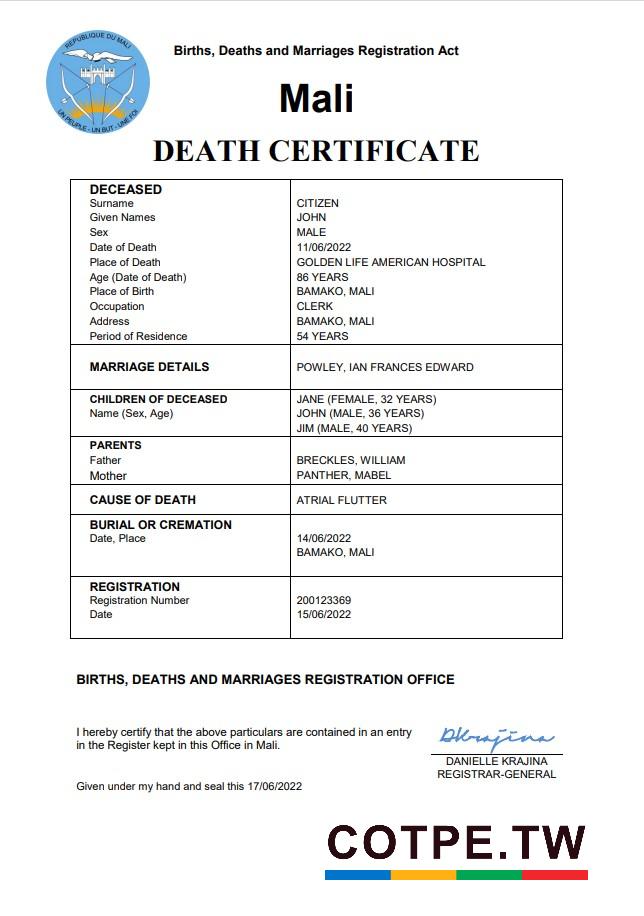 REPUBLIQUE DU MALI
UN PEUPLE - UN BUT - UNE FOI
Births, Deaths and Marriages Registration Act
Mali
DEATH CERTIFICATE
DECEASED
Surname CITIZEN
Given Names JOHN
Sex MALE
Date of Death 11/06/2022
Place of Death GOLDEN LIFE AMERICAN HOSPITAL
Age (Date of Death) 86 YEARS
Place of Birth BAMAKO, MALI
Occupation CLERK
Address BAMAKO, MALI
Period of Residence 54 YEARS
MARRIAGE DETAILS POWLEY, IAN FRANCES EDWARD
CHILDREN OF DECEASED JANE (FEMALE, 32 YEARS)
Name (Sex, Age) JOHN (MALE, 36 YEARS)
JIM (MALE, 40 YEARS)
PARENTS
Father BRECKLES, WILLIAM
Mother PANTHER, MABEL
CAUSE OF DEATH ATRIAL FLUTTER
BURIAL OR CREMATION
Date, Place 14/06/2022
BAMAKO, MALI
REGISTRATION
Registration Number 200123369
Date 15/06/2022
BIRTHS, DEATHS AND MARRIAGES REGISTRATION OFFICE
I hereby certify that the above particulars are contained in an entry
in the Register kept in this Office in Mali.
DKrajina
DANIELLE KRAJINA
REGISTRAR-GENERAL
Given under my hand and seal this 17/06/2022
COTPE.TW